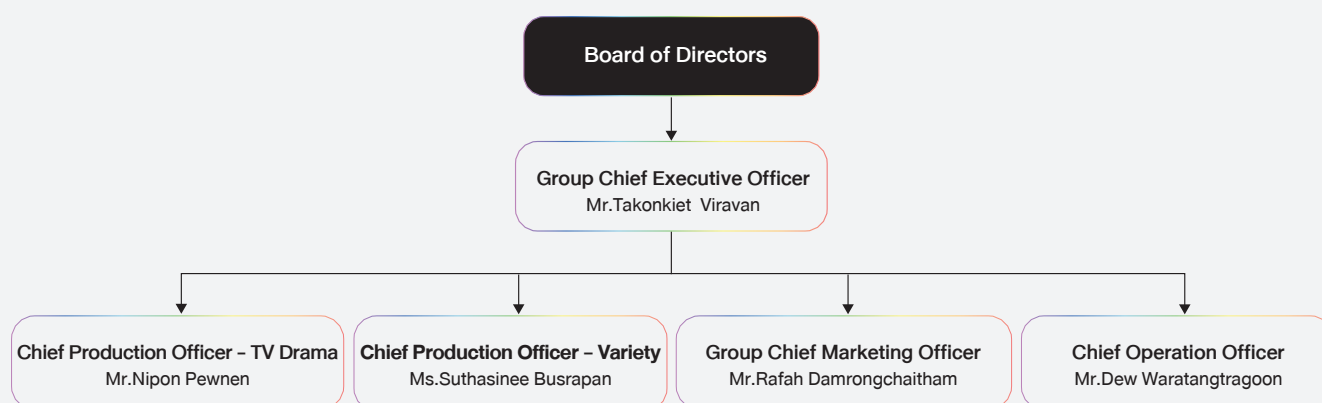 Board of Directors
Group Chief Executive Officer
Mr.Takonkiet Viravan
Chief Production Officer – TV Drama
Mr.Nipon Pewnen
Chief Production Officer – Variety
Ms.Suthasinee Busrapan
Group Chief Marketing Officer
Mr.Rafah Damrongchaitham
Chief Operation Officer
Mr.Dew Waratangtragoon